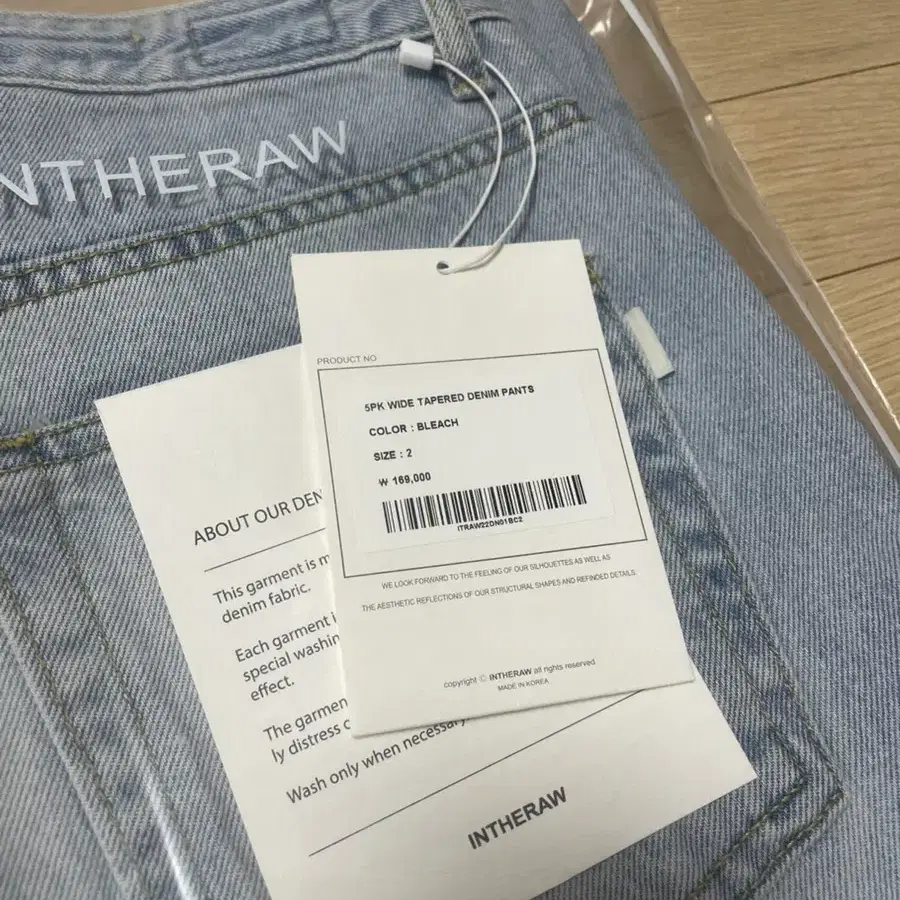 INTHERAW
PRODUCT NO
5PK WIDE TAPERED DENIM PANTS
COLOR : BLEACH
SIZE : 2
₩ 169,000
ITRAW22DN01BC2
WE LOOK FORWARD TO THE FEELING OF OUR SILHOUETTES AS WELL AS
THE AESTHETIC REFLECTIONS OF OUR STRUCTURAL SHAPES AND REFINDED DETAILS.
copyright © INTHERAW all rights reserved.
MADE IN KOREA
ABOUT OUR DEN
This garment is m
denim fabric.
Each garment i
special washin
effect.
The garmen
ly distress c
Wash only when necessary.
INTHERAW